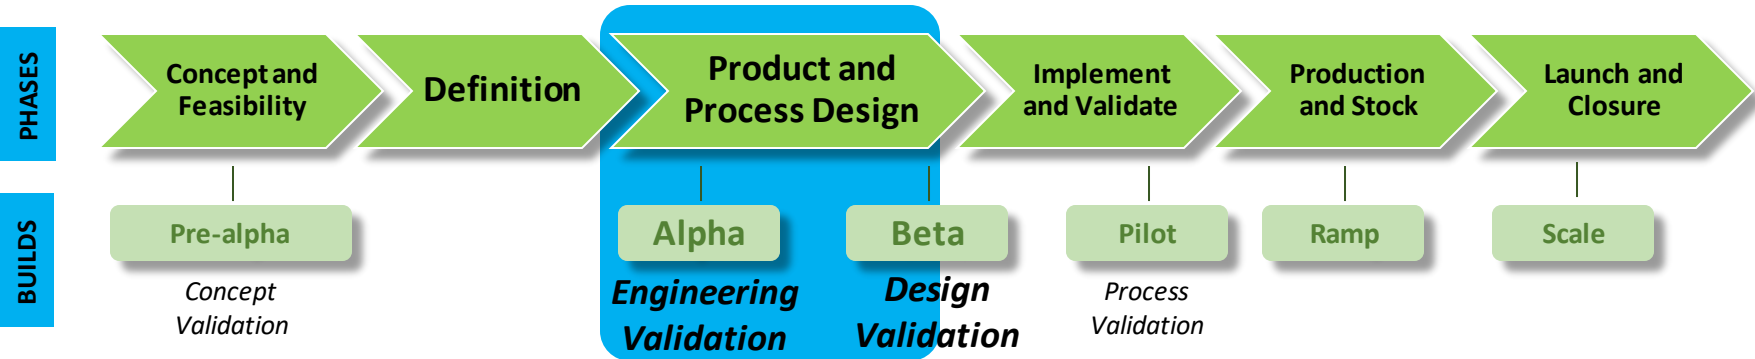 PHASES
Concept and
Feasibility
Definition
Product and
Process Design
Implement
and Validate
Production
and Stock
Launch and
Closure
BUILDS
Pre-alpha
Concept
Validation
Alpha
Engineering
Validation
Beta
Design
Validation
Pilot
Process
Validation
Ramp
Scale